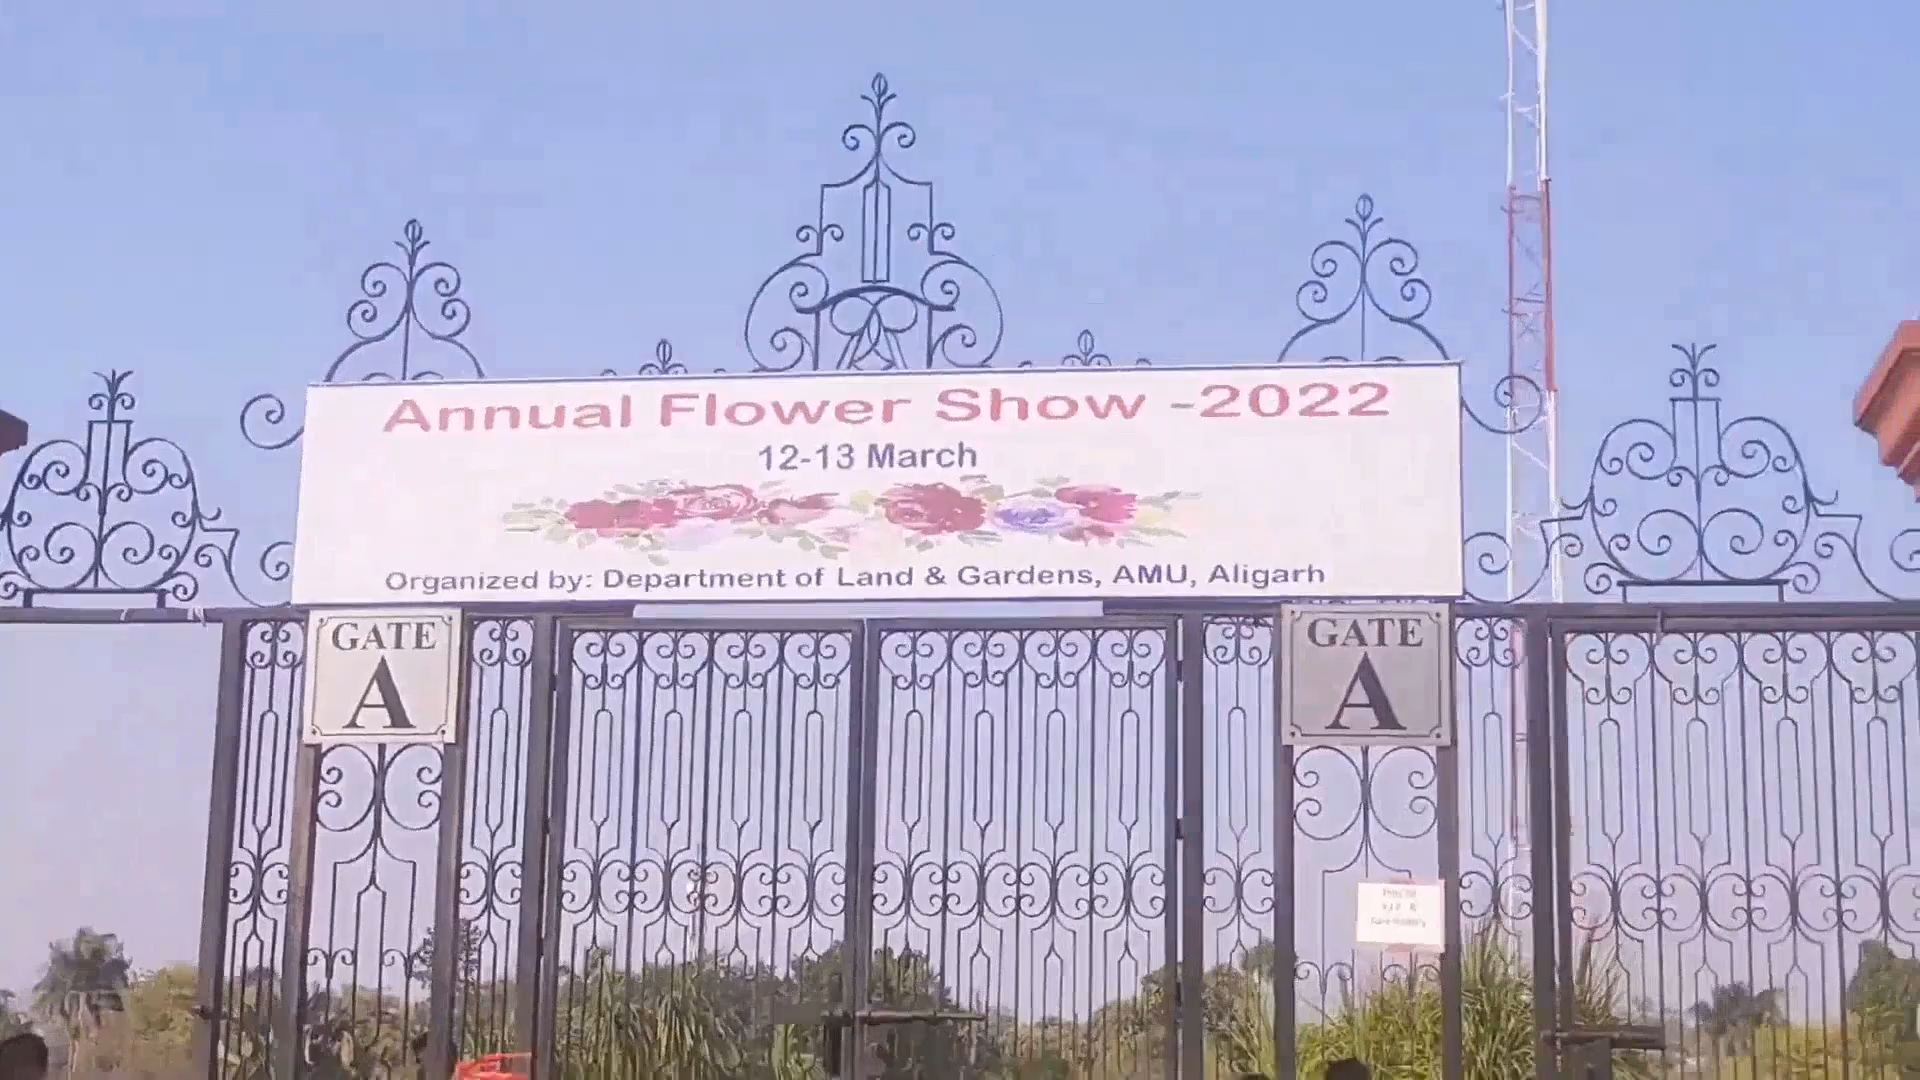 Annual Flower Show -2022
12-13 March
Organized by: Department of Land & Gardens, AMU, Aligarh
GATE
A
GATE
A